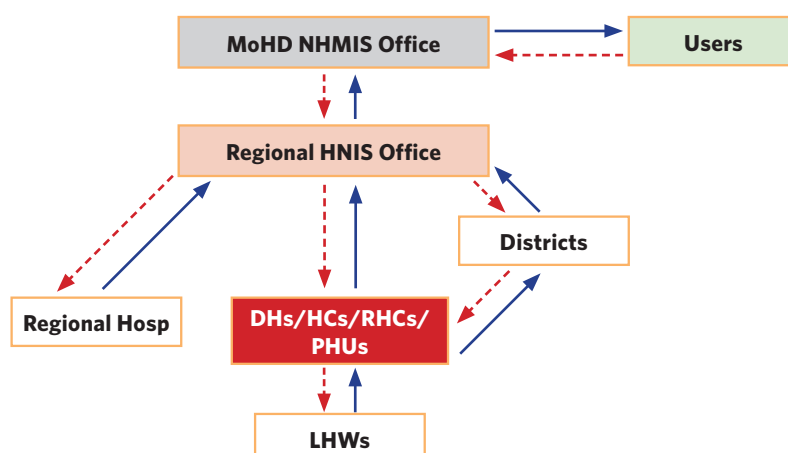 MoHD NHMIS Office
Users
Regional HNIS Office
Districts
Regional Hosp
DHs/HCs/RHCs/
PHUs
LHWs